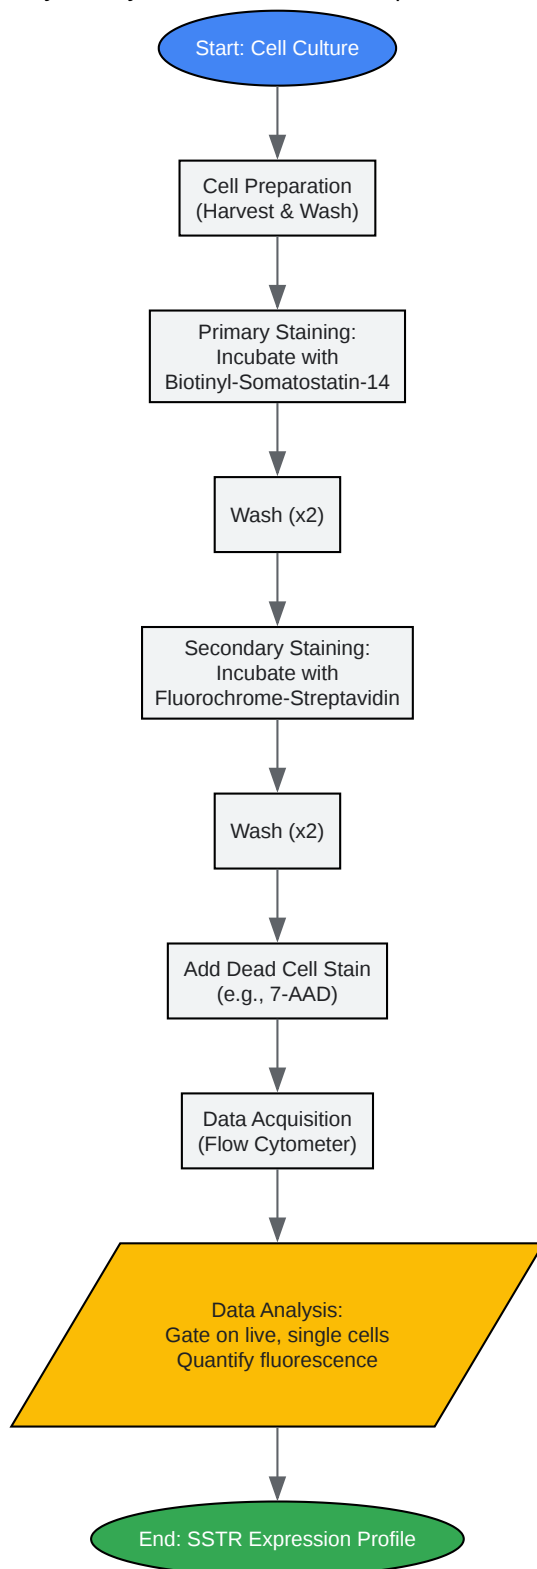 Start: Cell Culture
Cell Preparation
(Harvest & Wash)
Primary Staining:
Incubate with
Biotinyl-Somatostatin-14
Wash (x2)
Secondary Staining:
Incubate with
Fluorochrome-Streptavidin
Wash (x2)
Add Dead Cell Stain
(e.g., 7-AAD)
Data Acquisition
(Flow Cytometer)
Data Analysis:
Gate on live, single cells
Quantify fluorescence
End: SSTR Expression Profile